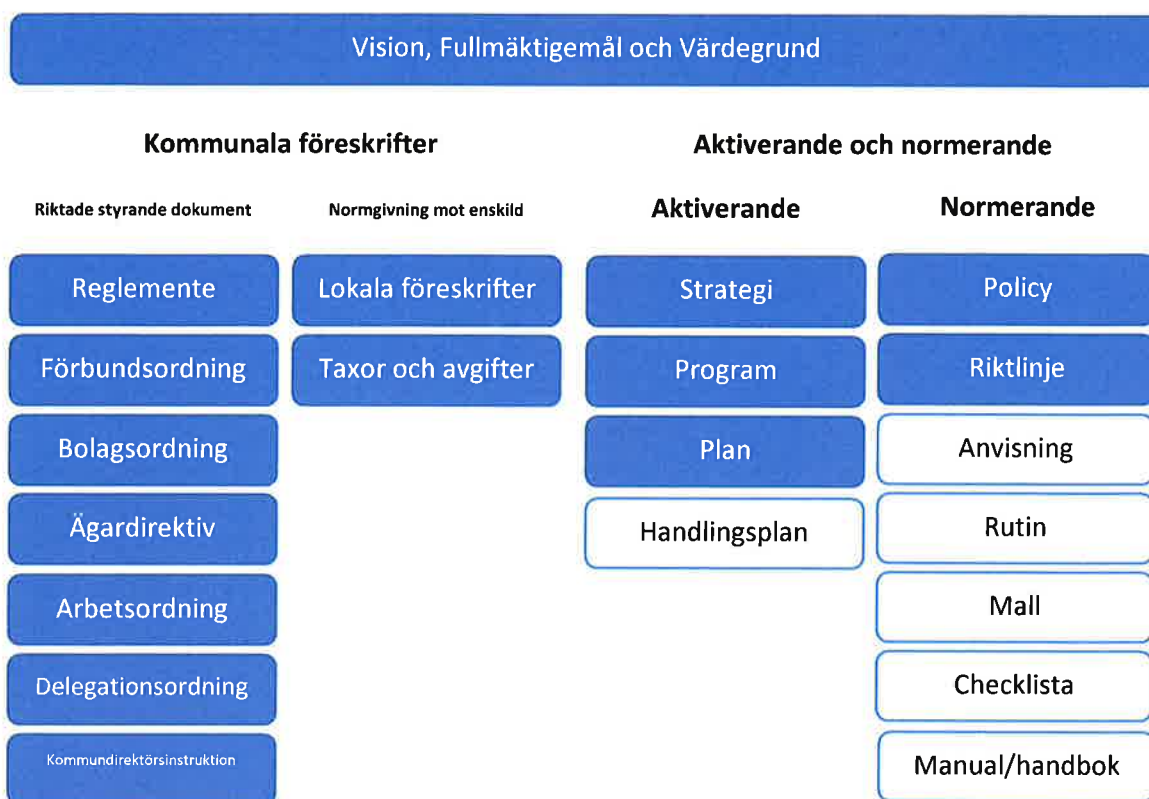 Vision, Fullmäktigemål och Värdegrund
Kommunala föreskrifter
Aktiverande och normerande
Riktade styrande dokument
Normgivning mot enskild
Aktiverande
Normerande
Reglemente
Lokala föreskrifter
Strategi
Policy
Förbundsordning
Taxor och avgifter
Program
Riktlinje
Bolagsordning
Plan
Anvisning
Ägardirektiv
Handlingsplan
Rutin
Arbetsordning
Mall
Delegationsordning
Checklista
Kommundirektörsinstruktion
Manual/handbok